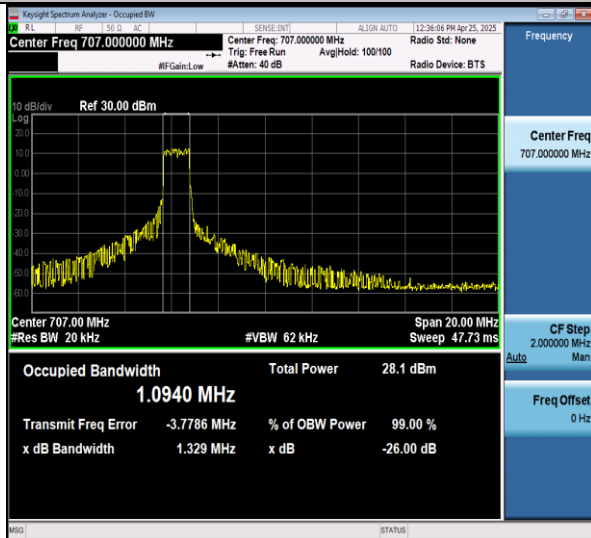 Keysight Spectrum Analyzer - Occupied BW
RL RF 50 Ω AC SENSE:INT ALIGN AUTO 12:36:06 PM Apr 25, 2025
Center Freq 707.000000 MHz
Center Freq: 707.000000 MHz Radio Std: None
Trig: Free Run Avg|Hold: 100/100
#IFGain:Low #Atten: 40 dB Radio Device: BTS
Frequency
10 dB/div Ref 30.00 dBm
Log
20.0
10.0
0.00
-10.0
-20.0
-30.0
-40.0
-50.0
-60.0
Center 707.00 MHz Span 20.00 MHz
#Res BW 20 kHz #VBW 62 kHz Sweep 47.73 ms
Center Freq
707.000000 MHz
CF Step
2.000000 MHz
Auto Man
Freq Offset
0 Hz
Occupied Bandwidth Total Power 28.1 dBm
1.0940 MHz
Transmit Freq Error -3.7786 MHz % of OBW Power 99.00 %
x dB Bandwidth 1.329 MHz x dB -26.00 dB
MSG STATUS